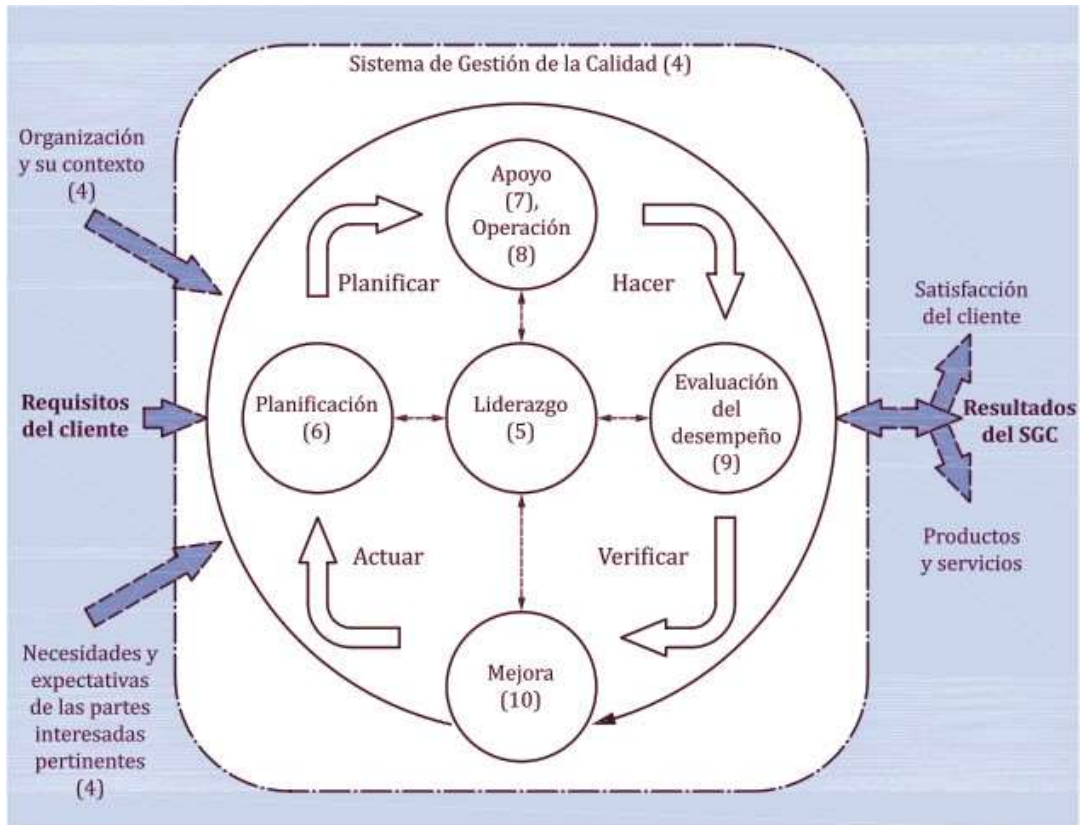 Sistema de Gestión de la Calidad (4)
Organización
y su contexto
(4)
Apoyo
(7),
Operación
(8)
Planificar
Hacer
Satisfacción
del cliente
Requisitos
del cliente
Planificación
(6)
Liderazgo
(5)
Evaluación
del
desempeño
(9)
Resultados
del SGC
Actuar
Verificar
Productos
y servicios
Necesidades y
expectativas
de las partes
interesadas
pertinentes
(4)
Mejora
(10)